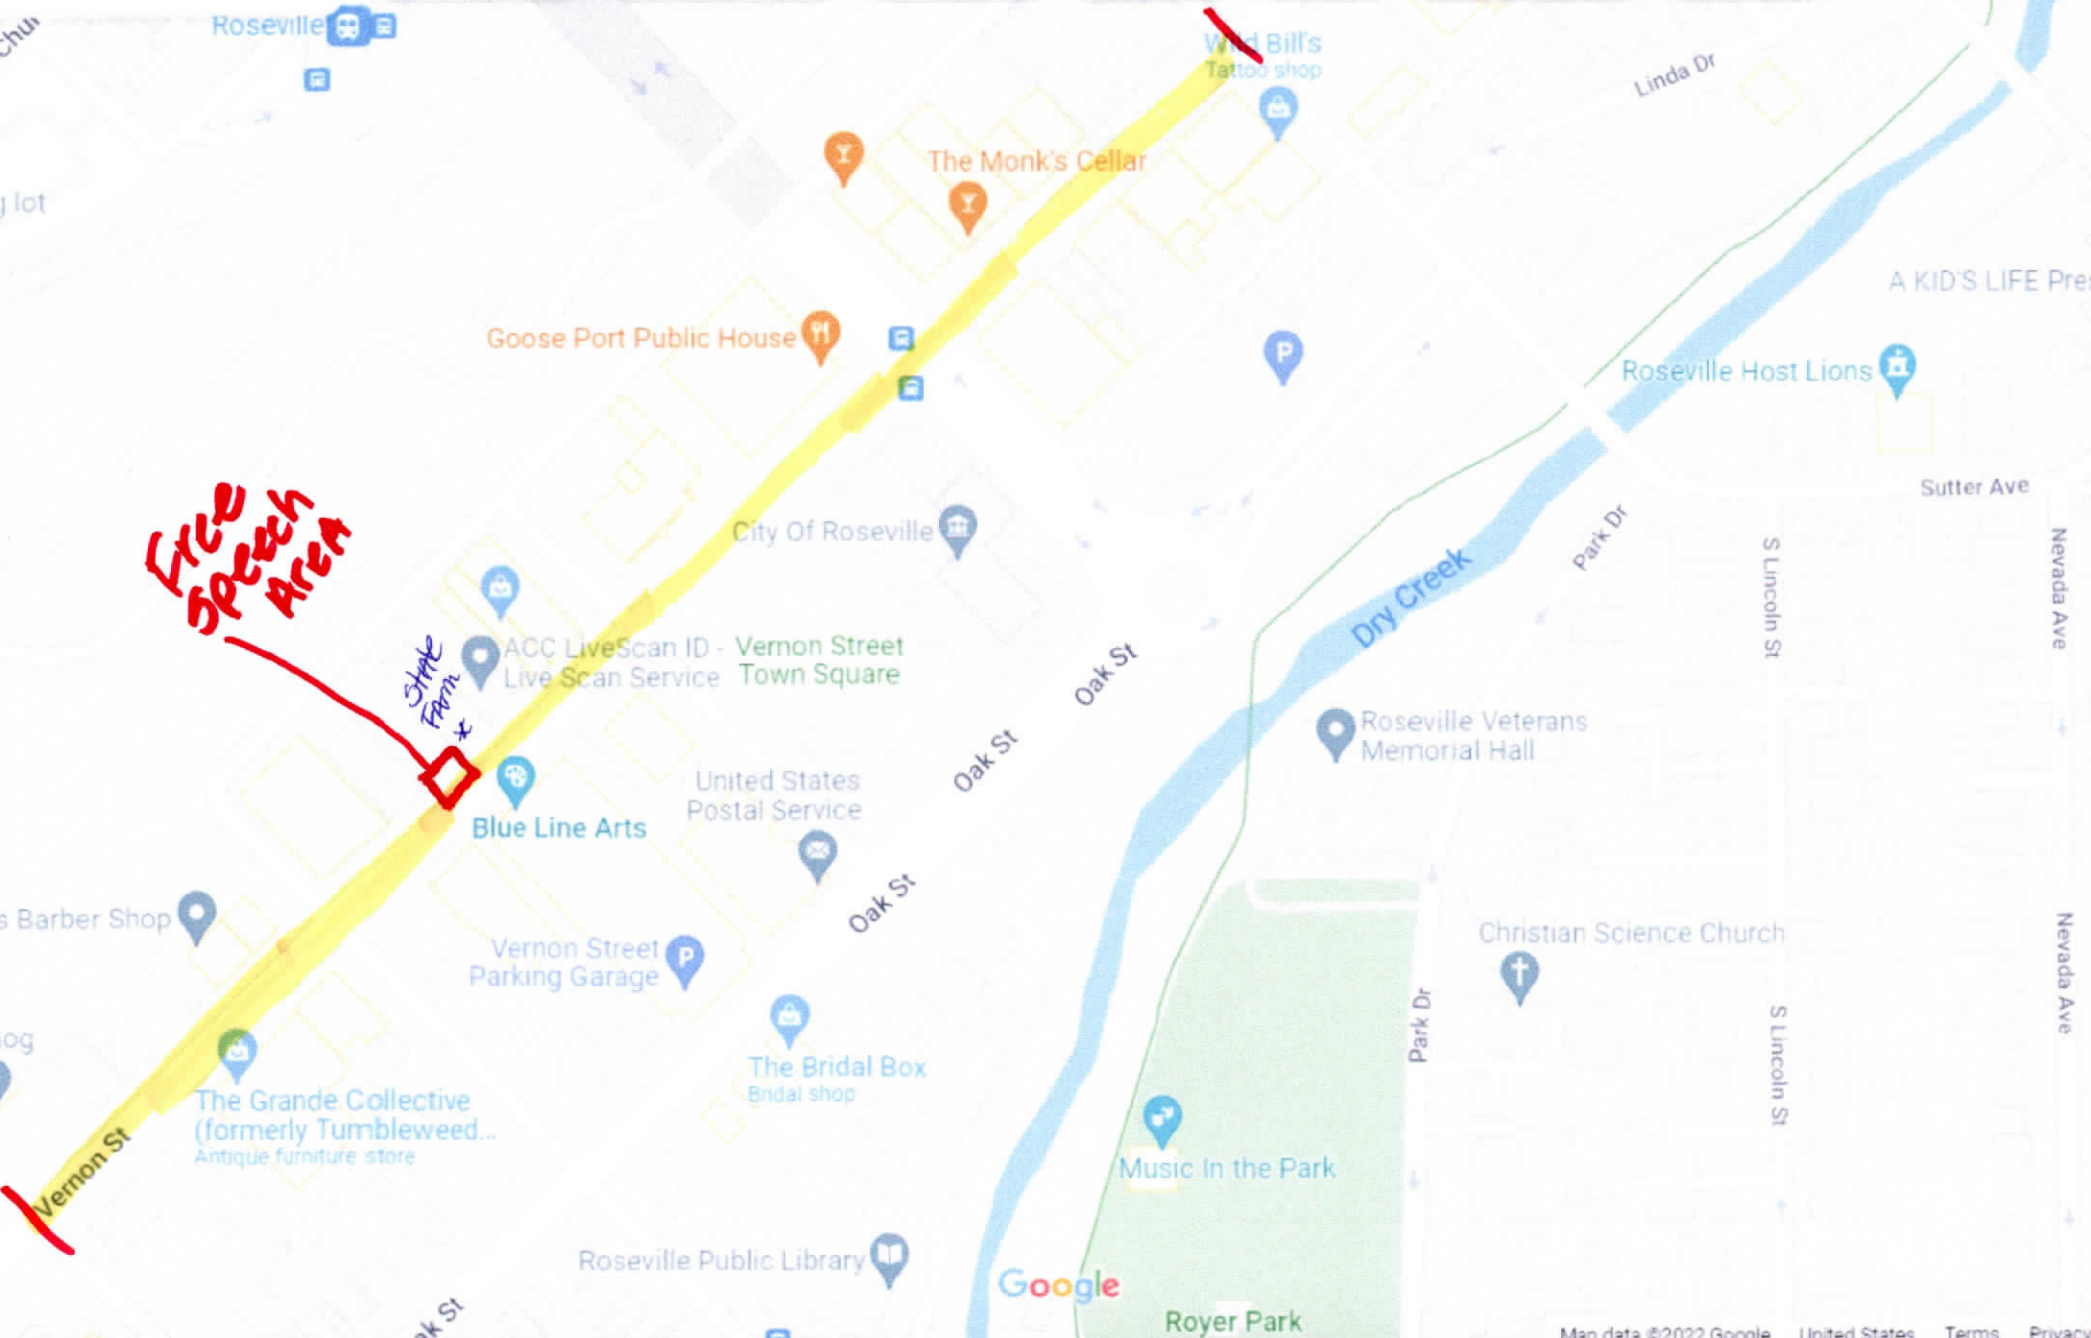 Roseville
Wild Bill's
Tattoo shop
Linda Dr
The Monk's Cellar
g lot
A KID'S LIFE Pres
Goose Port Public House
P
Roseville Host Lions
Sutter Ave
Free
Speech
Area
City Of Roseville
Park Dr
S Lincoln St
Nevada Ave
Dry Creek
State
Farm
x
ACC LiveScan ID -
Live Scan Service
Vernon Street
Town Square
Oak St
Oak St
Roseville Veterans
Memorial Hall
United States
Postal Service
Blue Line Arts
Oak St
s Barber Shop
Vernon Street
Parking Garage
P
Christian Science Church
Nevada Ave
Park Dr
S Lincoln St
og
The Grande Collective
(formerly Tumbleweed...
Antique furniture store
The Bridal Box
Bridal shop
Vernon St
Music In the Park
Roseville Public Library
Google
ak St
Royer Park
Map data ©2022 Google United States Terms Privacy